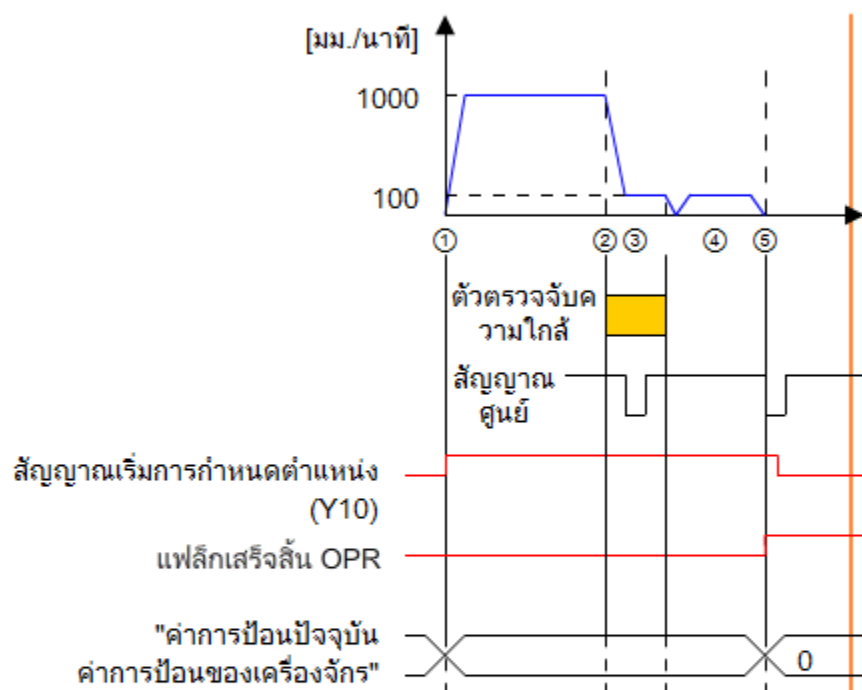 [มม./นาที]
1000
100
① ② ③ ④ ⑤
ตัวตรวจจับค
วามใกล้
สัญญาณ
ศูนย์
สัญญาณเริ่มการกำหนดตำแหน่ง
(Y10)
แฟล็กเสร็จสิ้น OPR
"ค่าการป้อนปัจจุบัน
ค่าการป้อนของเครื่องจักร"
0